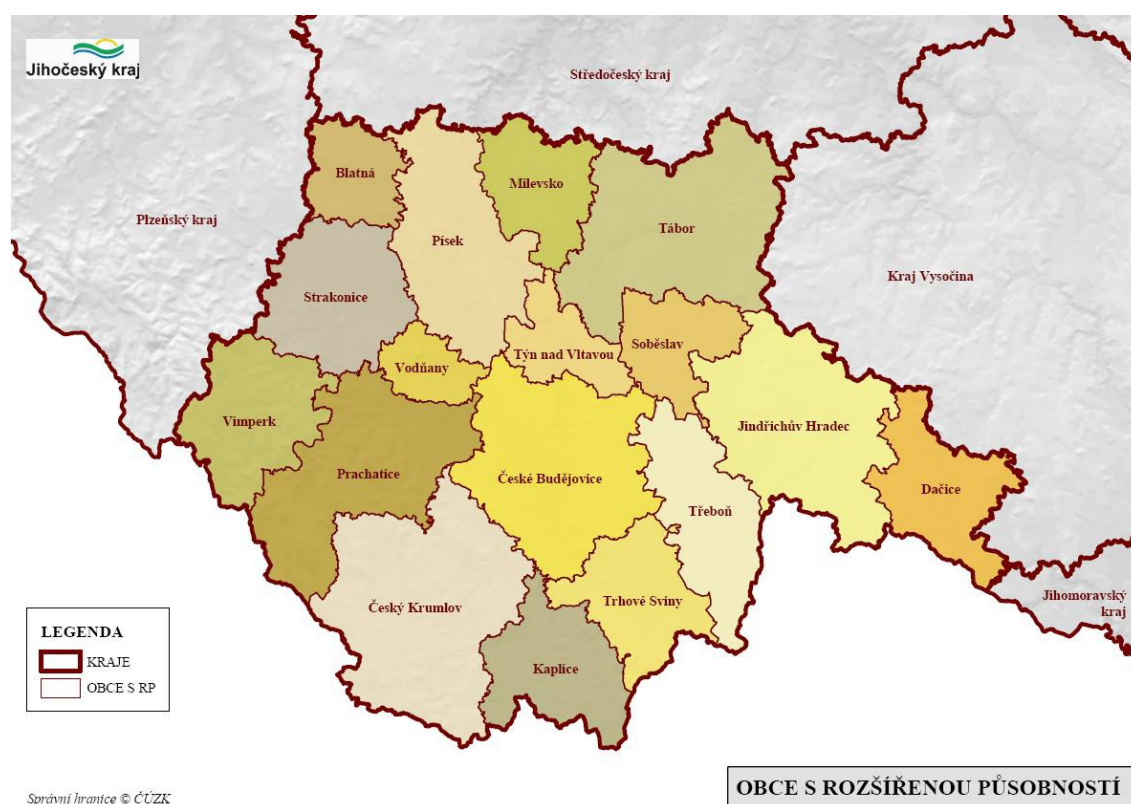 Jihočeský kraj
Středočeský kraj
Plzeňský kraj
Kraj Vysočina
Jihomoravský
kraj
Blatná
Písek
Milevsko
Tábor
Strakonice
Vodňany
Týn nad Vltavou
Soběslav
Vimperk
Prachatice
České Budějovice
Jindřichův Hradec
Třeboň
Dačice
Český Krumlov
Trhové Sviny
Kaplice
LEGENDA
KRAJE
OBCE S RP
Správní hranice © ČÚZK
OBCE S ROZŠÍŘENOU PŮSOBNOSTÍ